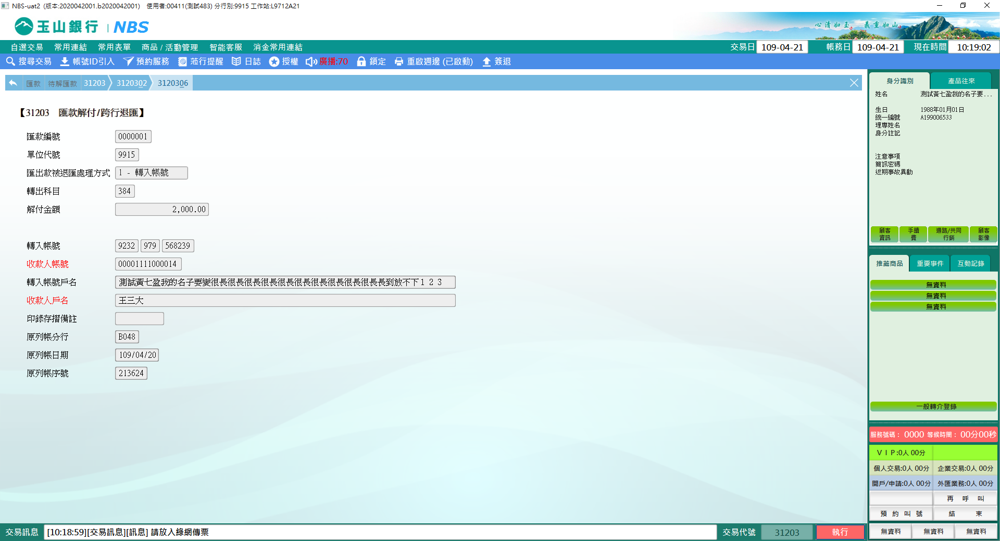 NBS-uat2 (版本:2020042001.b2020042001) 使用者:00411(測試483) 分行別:9915 工作站:L9712A21
玉山銀行 | NBS
心清如玉 義重如山
自選交易 常用連結 常用表單 商品 / 活動管理 智能客服 消金常用連結 交易日 109-04-21 帳務日 109-04-21 現在時間 10:19:02
搜尋交易 帳號ID引入 預約服務 蒞行提醒 日誌 授權 廣播:70 鎖定 重啟週邊 (已啟動) 簽退
匯款 待解匯款 31203 3120302 3120306
【31203 匯款解付/跨行退匯】
匯款編號 0000001
單位代號 9915
匯出款被退匯處理方式 1 - 轉入帳號
轉出科目 384
解付金額 2,000.00
轉入帳號 9232 979 568239
收款人帳號 00001111000014
轉入帳號戶名 測試黃七盈我的名子要變很長很長很長很長很長很長很長很長很長很長長到放不下１２３
收款人戶名 王三大
印錄存摺備註
原列帳分行 B048
原列帳日期 109/04/20
原列帳序號 213624
身分識別 產品往來
姓名 測試黃七盈我的名子要...
生日 1988年01月01日
統一編號 A199006533
理專姓名
身分註記
注意事項
簡訊密碼
近期事故異動
顧客資訊 手續費 通路/共同行銷 顧客影像
推薦商品 重要事件 互動記錄
無資料
無資料
無資料
一般轉介登錄
服務號碼： 0000 等候時間： 00分00秒
ＶＩＰ:0人 00分
個人交易:0人 00分 企業交易:0人 00分
開戶/申請:0人 00分 外匯業務:0人 00分
再 呼 叫
預 約 叫 號 結 束
無資料 無資料 無資料
交易訊息 [10:18:59][交易訊息][訊息] 請放入綠網傳票 交易代號 31203 執行